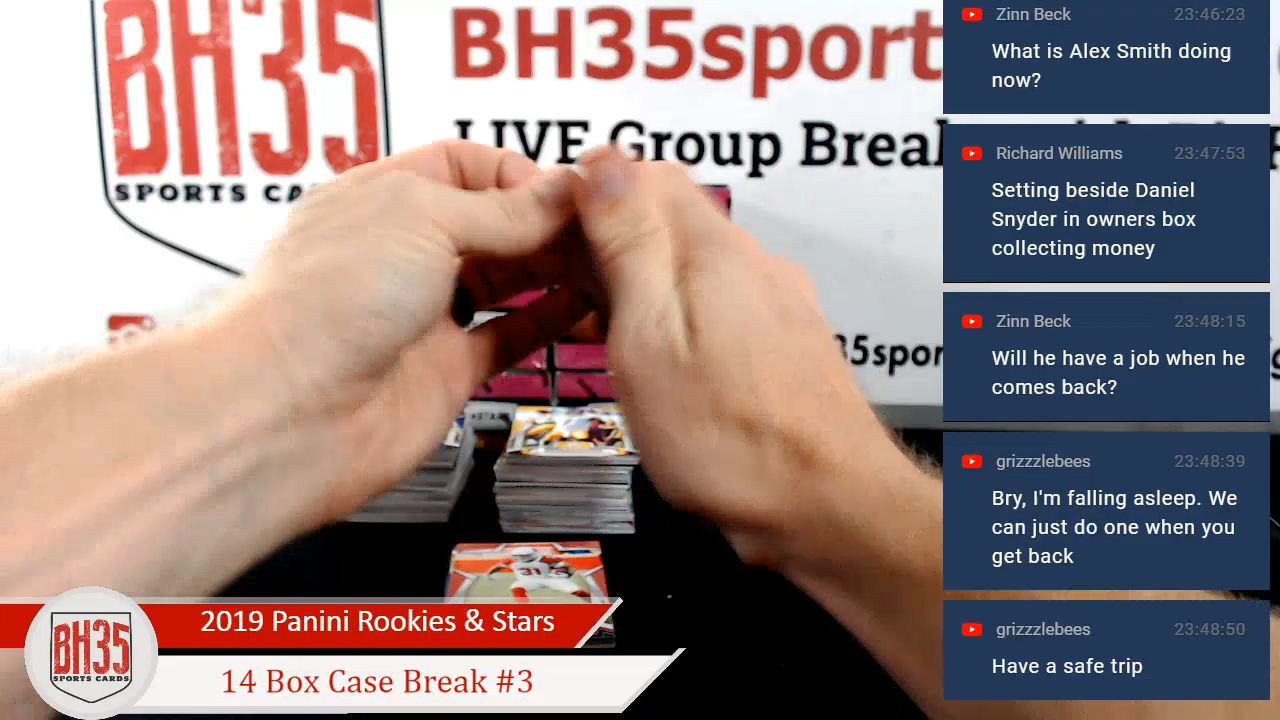 BH35
SPORTS CA
BH35sport
LIVE Group Brea
35spor
31
2019 Panini Rookies & Stars
14 Box Case Break #3
BH35
SPORTS CARDS
Zinn Beck 23:46:23
What is Alex Smith doing
now?
Richard Williams 23:47:53
Setting beside Daniel
Snyder in owners box
collecting money
Zinn Beck 23:48:15
Will he have a job when he
comes back?
grizzzlebees 23:48:39
Bry, I'm falling asleep. We
can just do one when you
get back
grizzzlebees 23:48:50
Have a safe trip